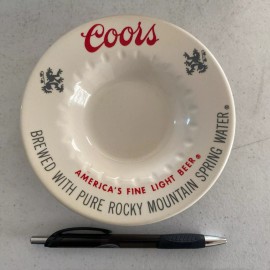 Coors
AMERICA'S FINE LIGHT BEER®
BREWED WITH PURE ROCKY MOUNTAIN SPRING WATER®